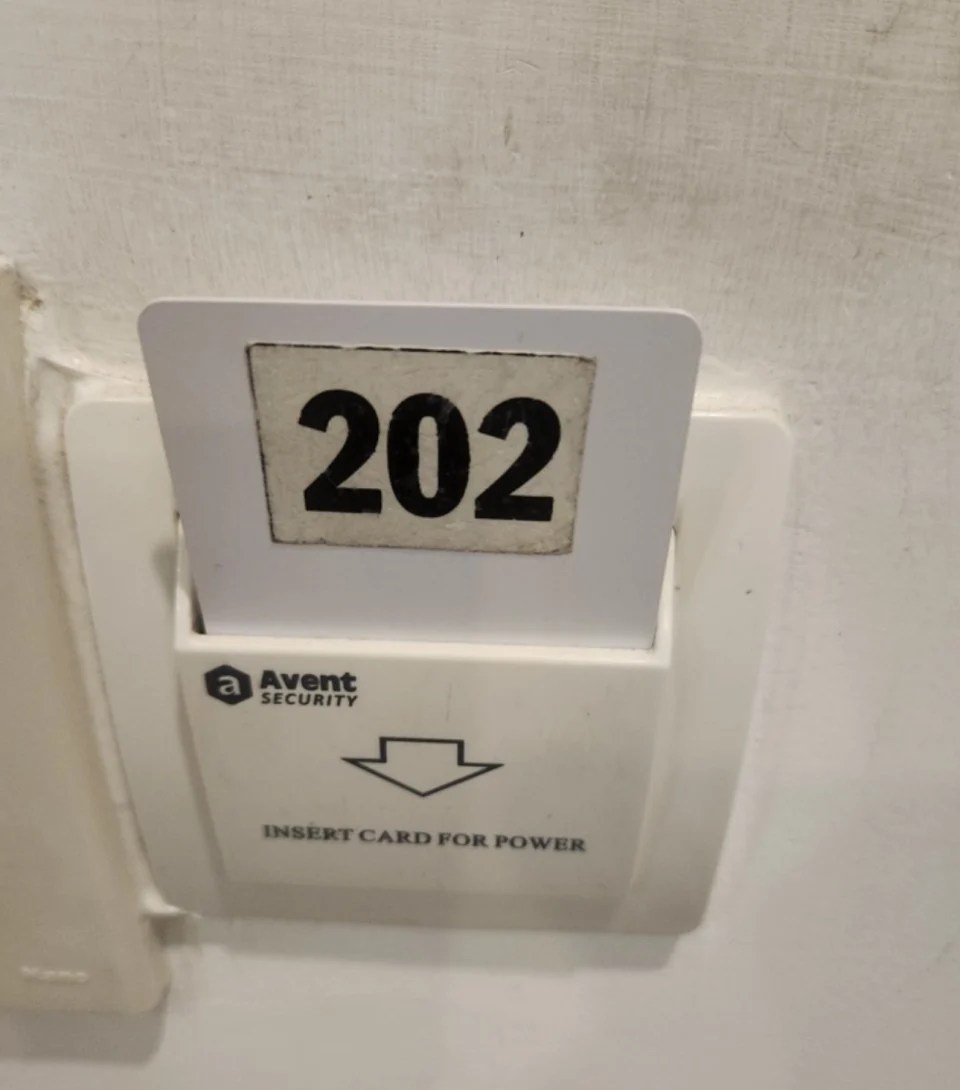 202
a Avent
SECURITY
INSERT CARD FOR POWER